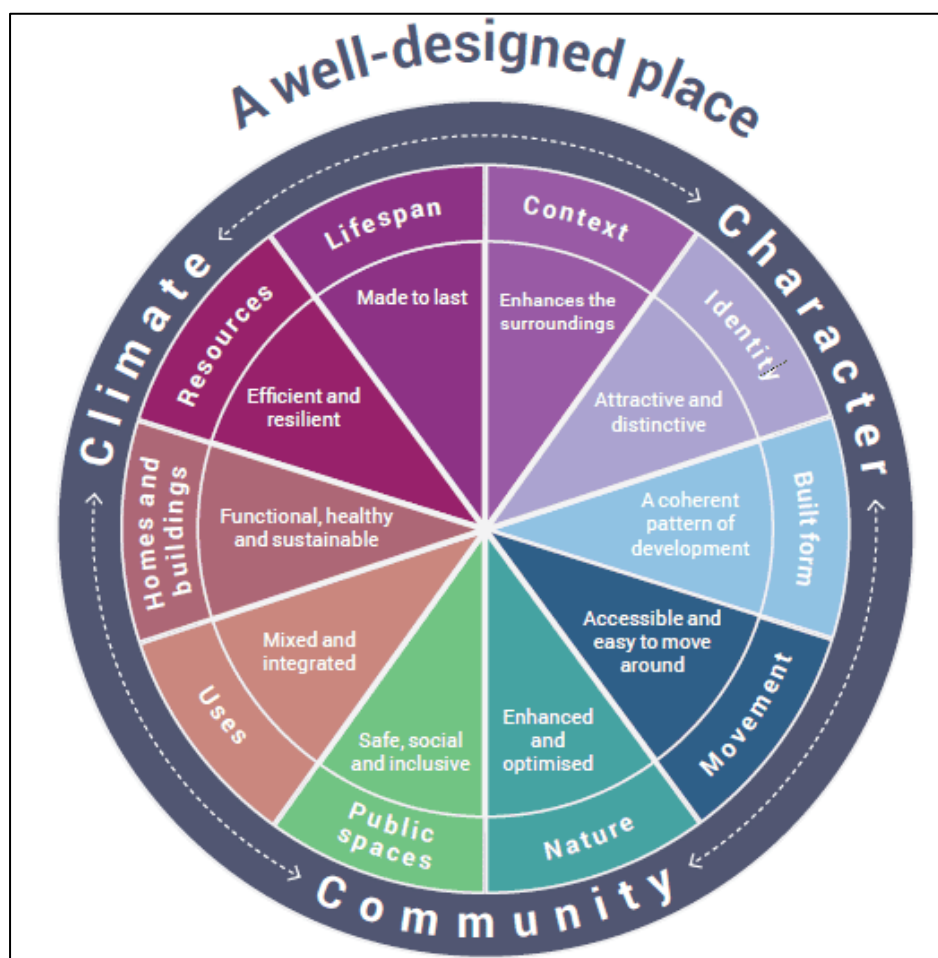 A well-designed place
Climate
Character
Community
Context
Enhances the
surroundings
Identity
Attractive and
distinctive
Built form
A coherent
pattern of
development
Movement
Accessible and
easy to move
around
Nature
Enhanced
and
optimised
Public
spaces
Safe, social
and inclusive
Uses
Mixed and
integrated
Homes and
buildings
Functional, healthy
and sustainable
Resources
Efficient and
resilient
Lifespan
Made to last